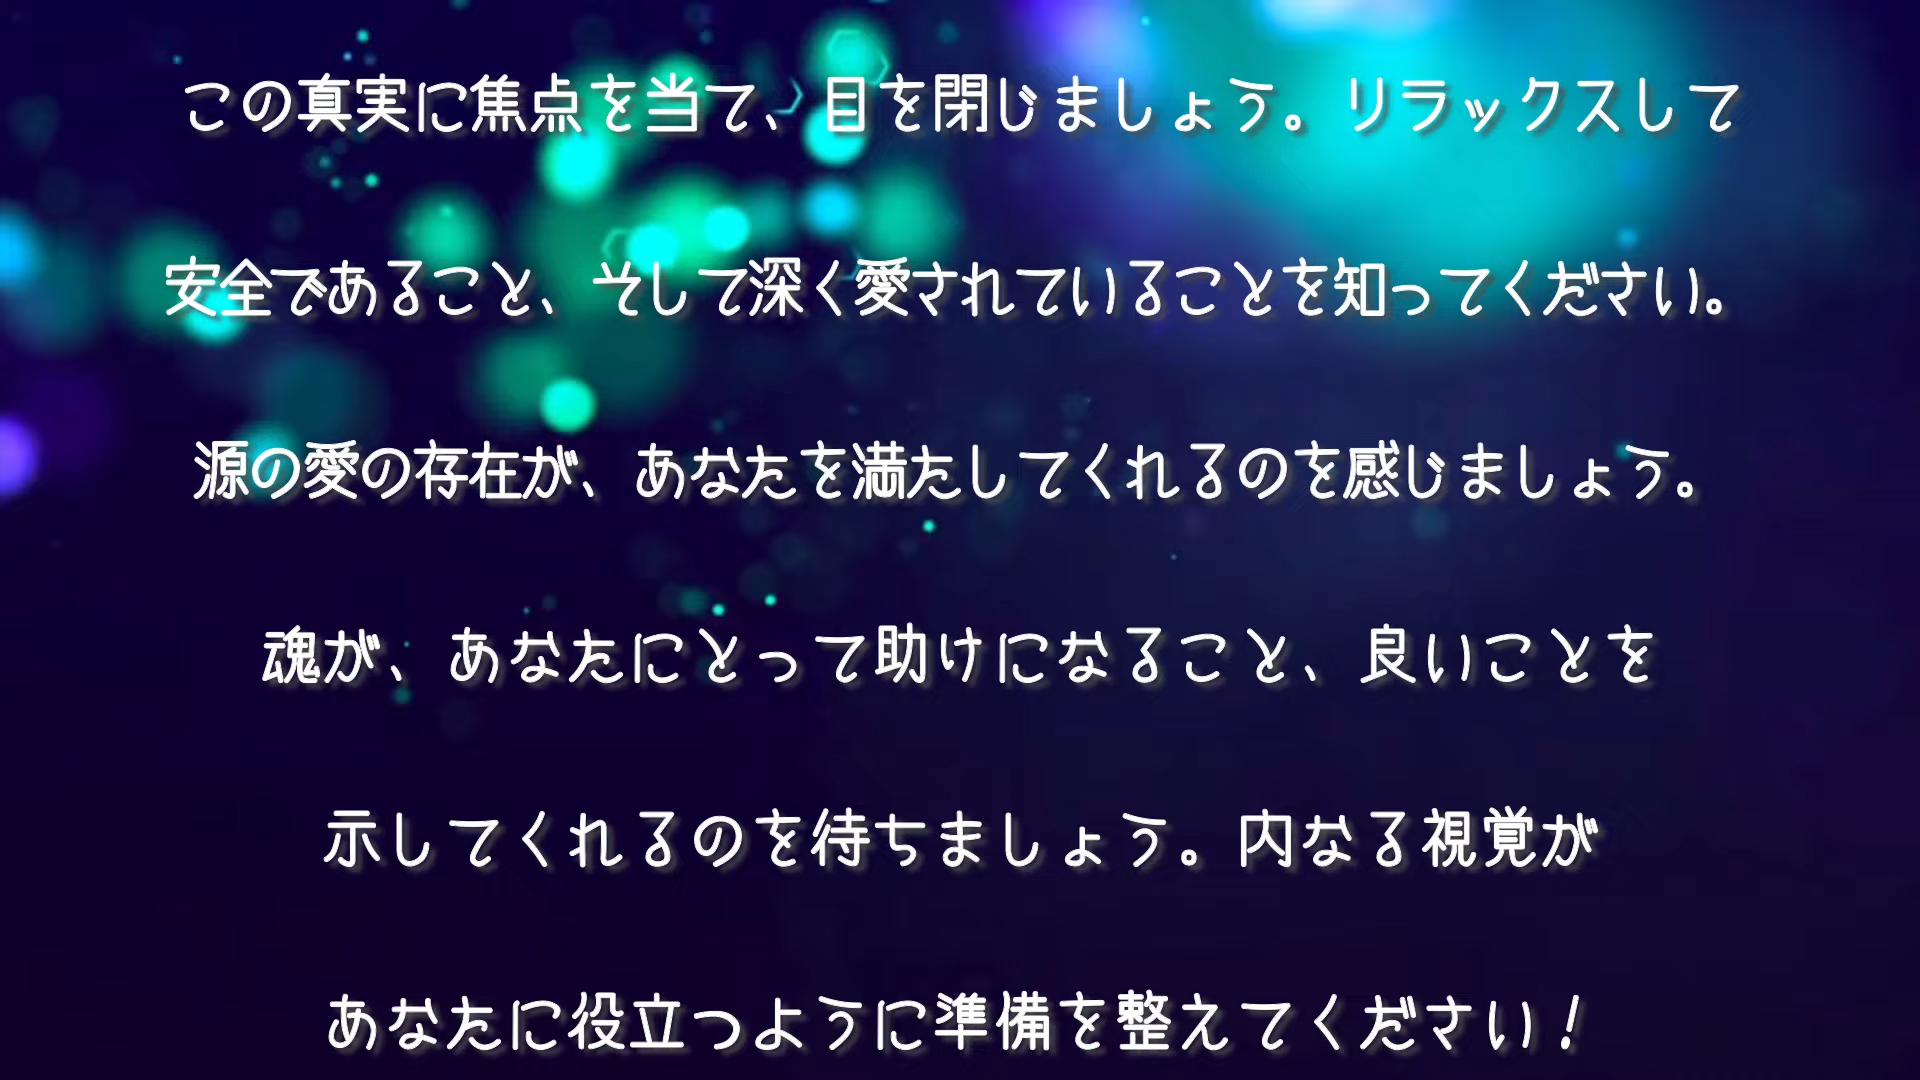 この真実に焦点を当て、目を閉じましょう。リラックスして
安全であること、そして深く愛されていることを知ってください。
源の愛の存在が、あなたを満たしてくれるのを感じましょう。
魂が、あなたにとって助けになること、良いことを
示してくれるのを待ちましょう。内なる視覚が
あなたに役立つように準備を整えてください！